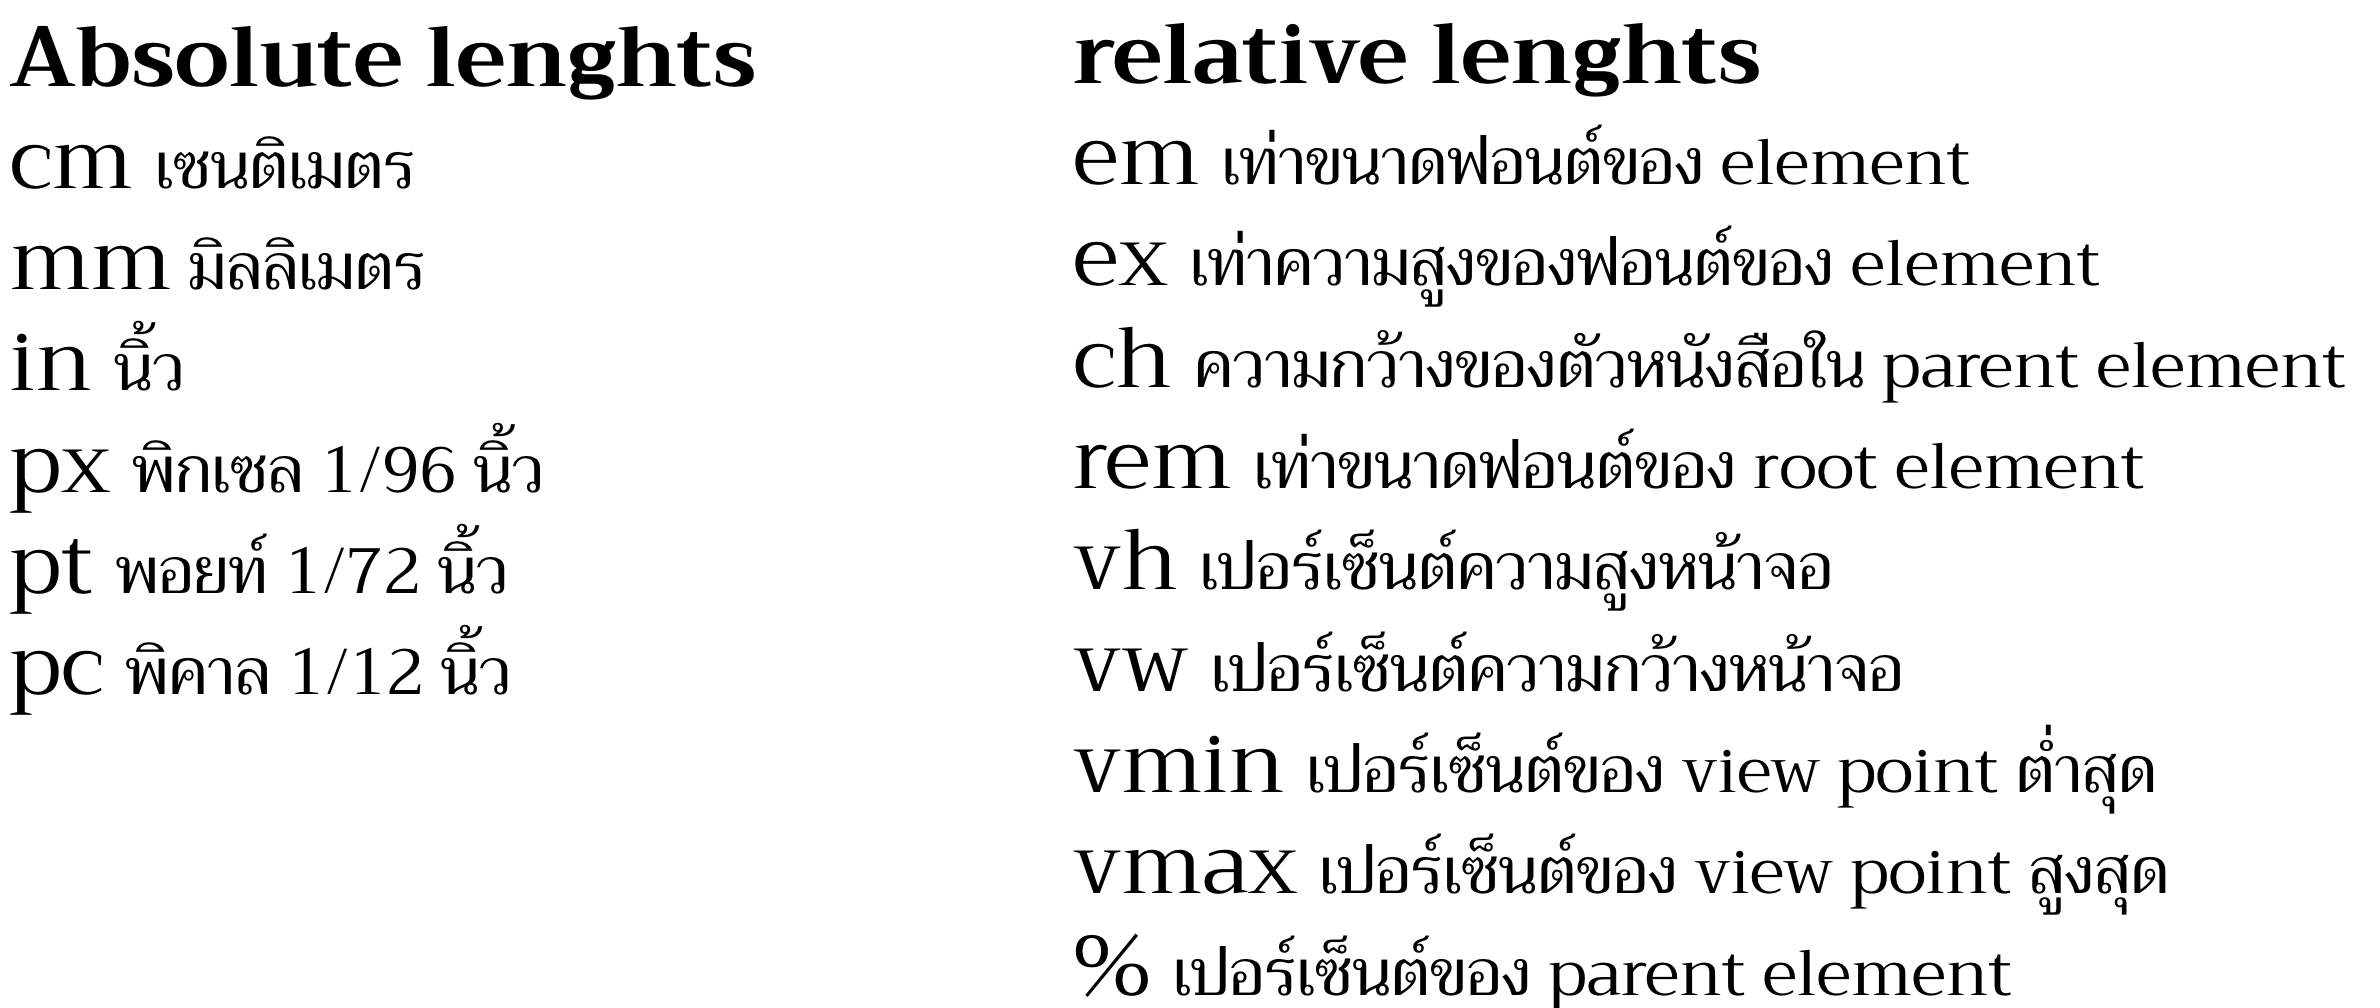 Absolute lenghts
cm เซนติเมตร
mm มิลลิเมตร
in นิ้ว
px พิกเซล 1/96 นิ้ว
pt พอยท์ 1/72 นิ้ว
pc พิคาล 1/12 นิ้ว
relative lenghts
em เท่าขนาดฟอนต์ของ element
ex เท่าความสูงของฟอนต์ของ element
ch ความกว้างของตัวหนังสือใน parent element
rem เท่าขนาดฟอนต์ของ root element
vh เปอร์เซ็นต์ความสูงหน้าจอ
vw เปอร์เซ็นต์ความกว้างหน้าจอ
vmin เปอร์เซ็นต์ของ view point ต่ำสุด
vmax เปอร์เซ็นต์ของ view point สูงสุด
% เปอร์เซ็นต์ของ parent element